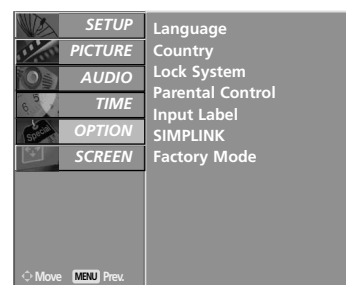 SETUP
PICTURE
AUDIO
TIME
OPTION
SCREEN
Language
Country
Lock System
Parental Control
Input Label
SIMPLINK
Factory Mode
Special
Move MENU Prev.